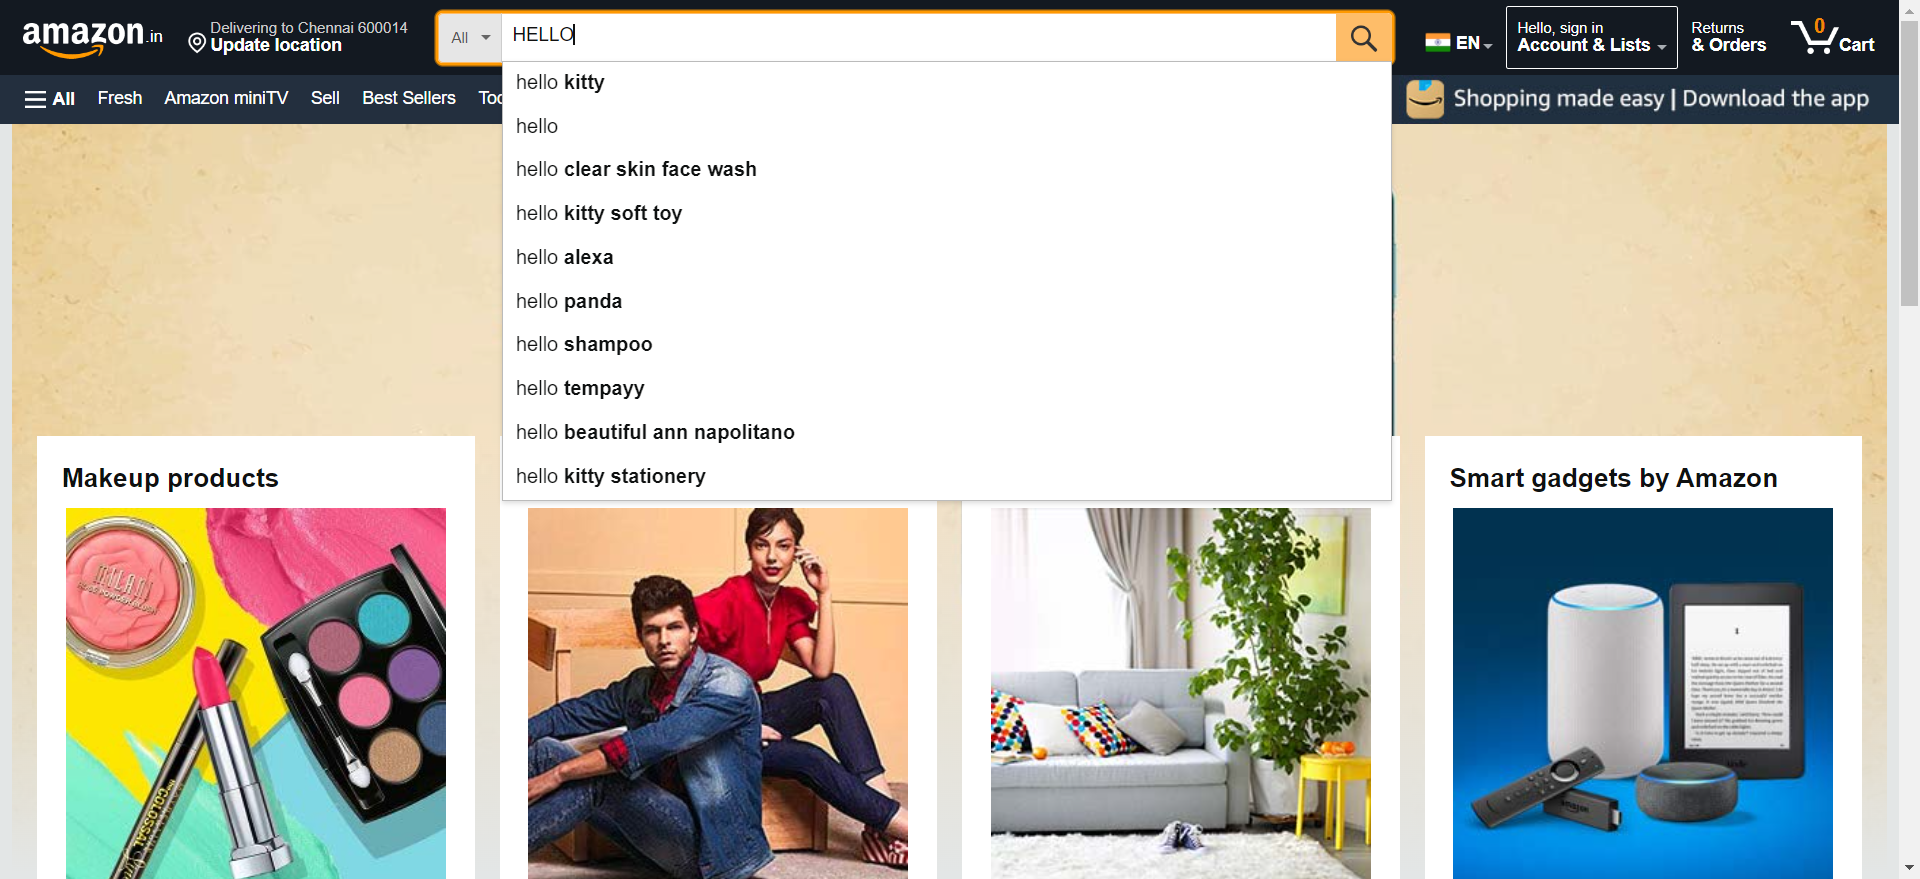 amazon.in
Delivering to Chennai 600014
Update location
All
HELLO
EN
Hello, sign in
Account & Lists
Returns
& Orders
0
Cart
All
Fresh
Amazon miniTV
Sell
Best Sellers
Shopping made easy | Download the app
hello kitty
hello
hello clear skin face wash
hello kitty soft toy
hello alexa
hello panda
hello shampoo
hello tempayy
hello beautiful ann napolitano
hello kitty stationery
Makeup products
Smart gadgets by Amazon
MILANI
ROSE POWDER BLUSH
COLOSSAL
amazon
kindle